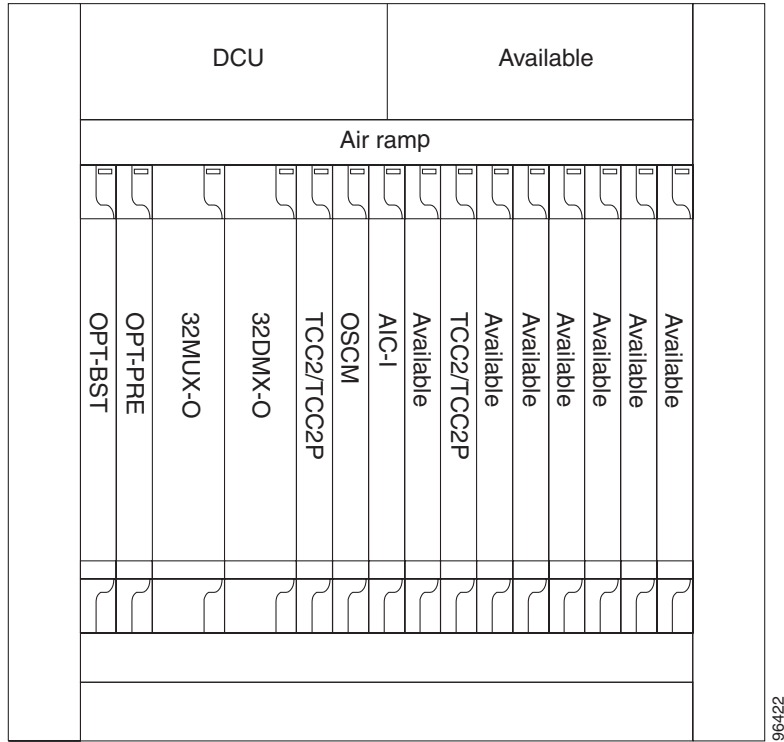 DCU
Available
Air ramp
OPT-BST
OPT-PRE
32MUX-O
32DMX-O
TCC2/TCC2P
OSCM
AIC-I
Available
TCC2/TCC2P
Available
Available
Available
Available
Available
Available
96422